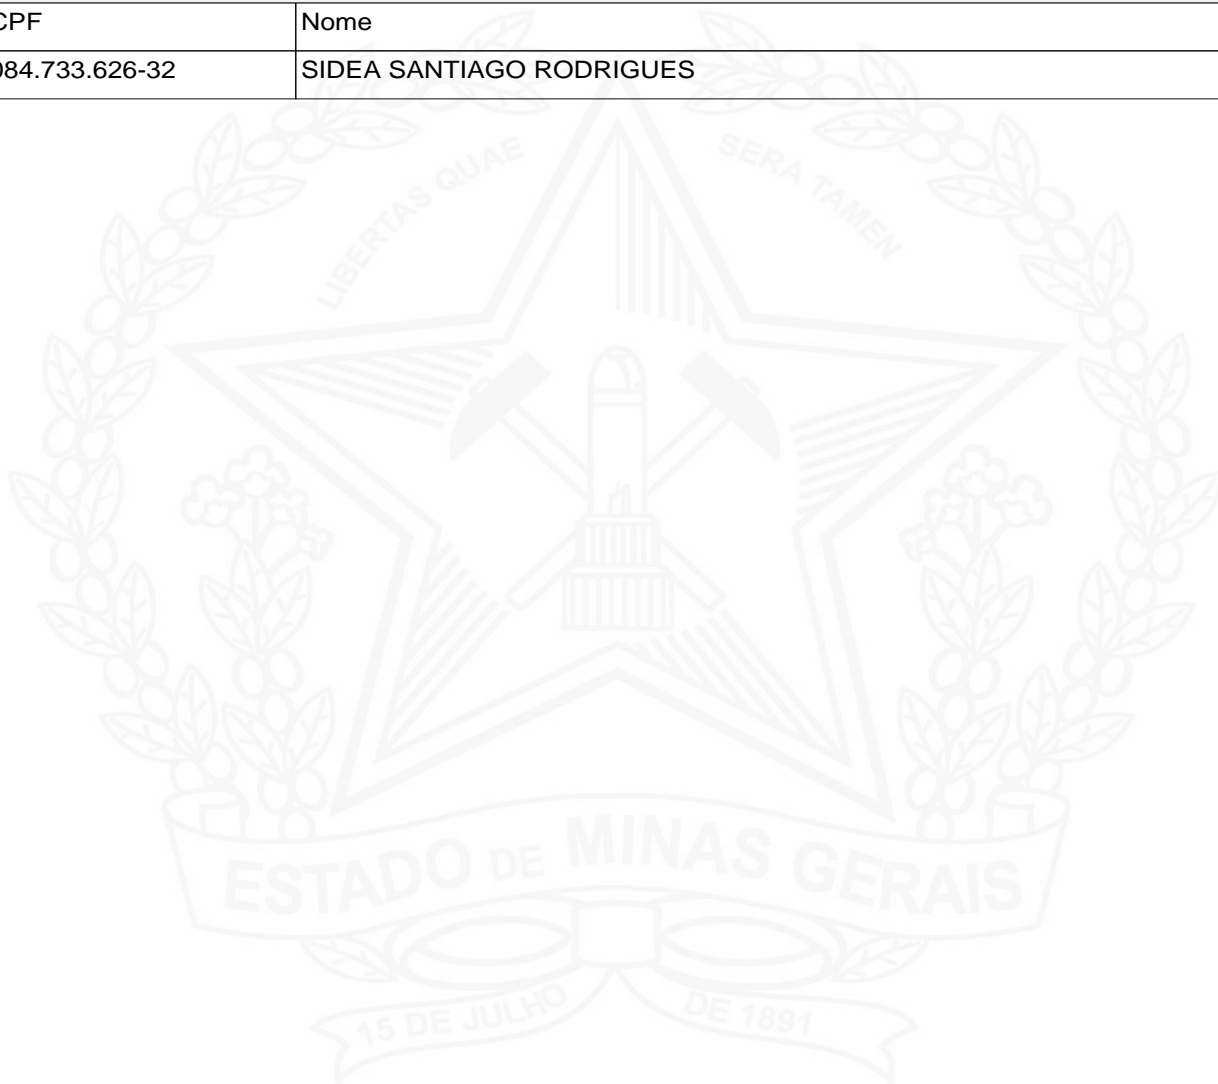 CPF Nome
084.733.626-32 SIDEA SANTIAGO RODRIGUES
LIBERTAS QUAE SERA TAMEN
ESTADO DE MINAS GERAIS
15 DE JULHO DE 1891